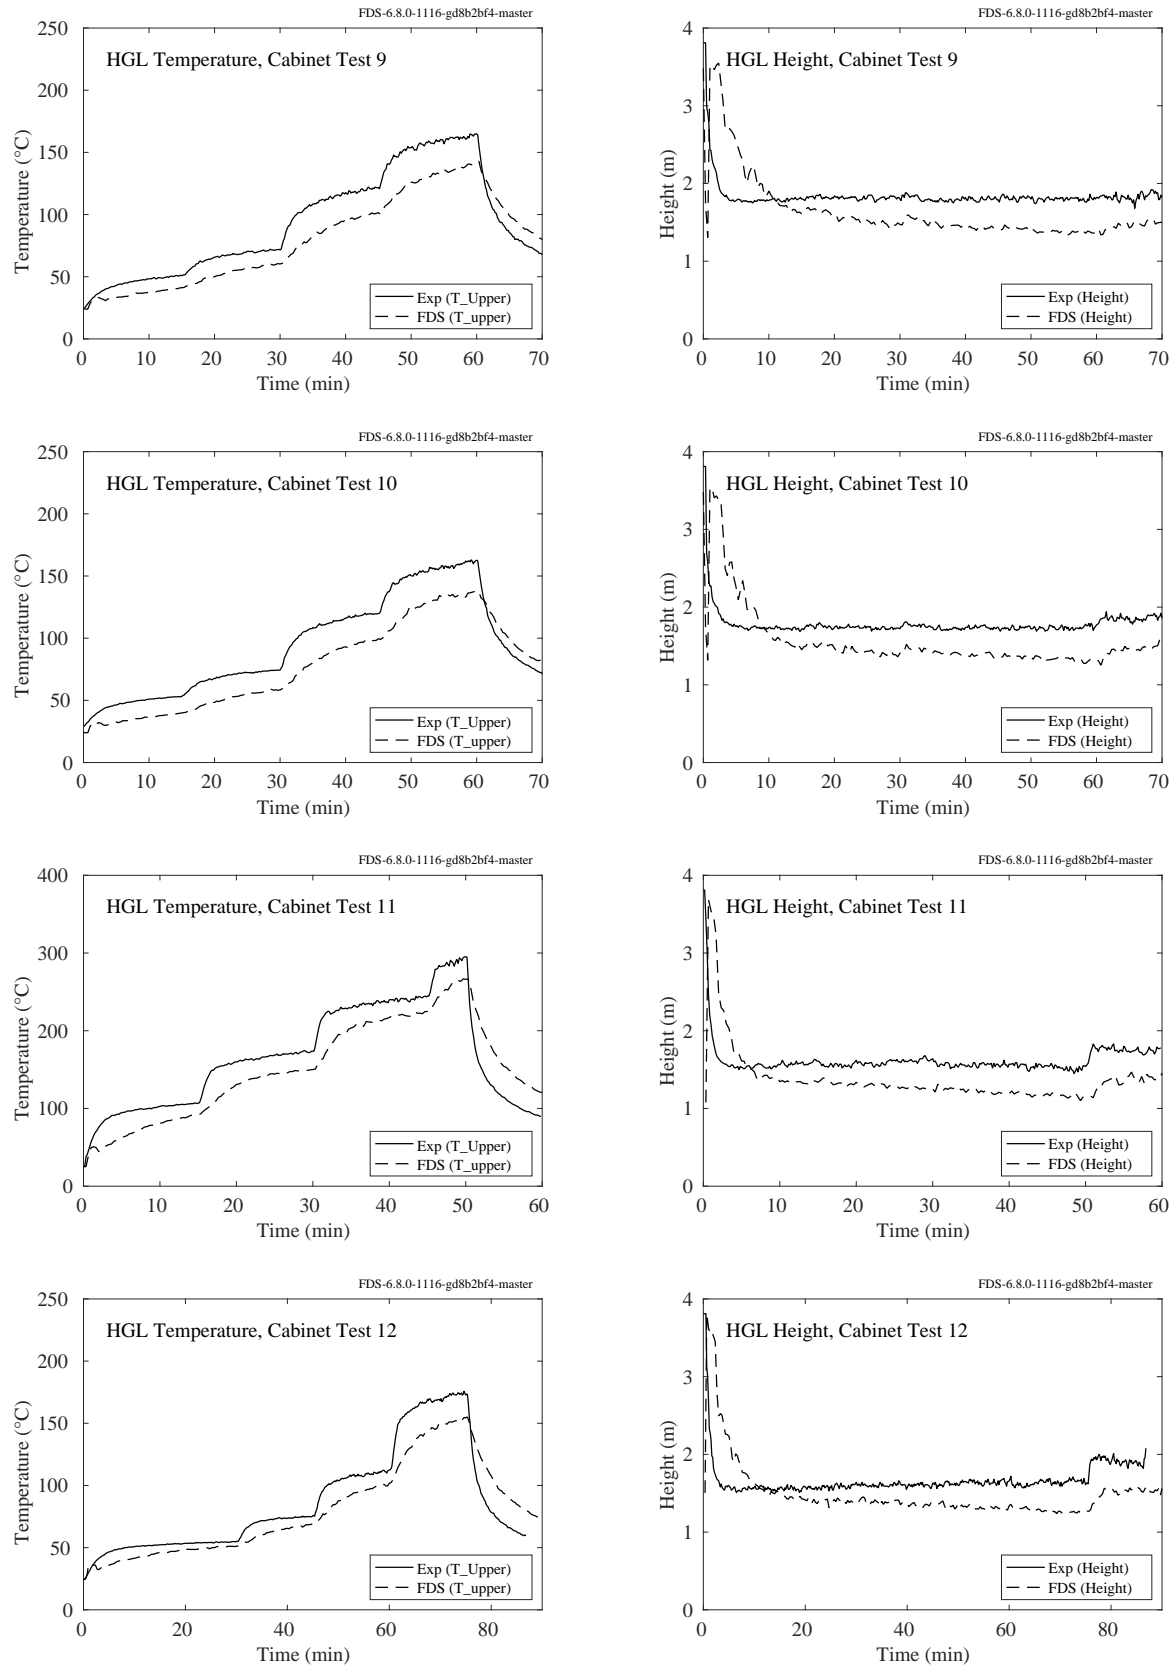 FDS-6.8.0-1116-gd8b2bf4-master
HGL Temperature, Cabinet Test 9
Temperature (°C)
250
200
150
100
50
0
Exp (T_Upper)
FDS (T_upper)
0 10 20 30 40 50 60 70
Time (min)
FDS-6.8.0-1116-gd8b2bf4-master
HGL Height, Cabinet Test 9
Height (m)
4
3
2
1
0
Exp (Height)
FDS (Height)
0 10 20 30 40 50 60 70
Time (min)
FDS-6.8.0-1116-gd8b2bf4-master
HGL Temperature, Cabinet Test 10
Temperature (°C)
250
200
150
100
50
0
Exp (T_Upper)
FDS (T_upper)
0 10 20 30 40 50 60 70
Time (min)
FDS-6.8.0-1116-gd8b2bf4-master
HGL Height, Cabinet Test 10
Height (m)
4
3
2
1
0
Exp (Height)
FDS (Height)
0 10 20 30 40 50 60 70
Time (min)
FDS-6.8.0-1116-gd8b2bf4-master
HGL Temperature, Cabinet Test 11
Temperature (°C)
400
300
200
100
0
Exp (T_Upper)
FDS (T_upper)
0 10 20 30 40 50 60
Time (min)
FDS-6.8.0-1116-gd8b2bf4-master
HGL Height, Cabinet Test 11
Height (m)
4
3
2
1
0
Exp (Height)
FDS (Height)
0 10 20 30 40 50 60
Time (min)
FDS-6.8.0-1116-gd8b2bf4-master
HGL Temperature, Cabinet Test 12
Temperature (°C)
250
200
150
100
50
0
Exp (T_Upper)
FDS (T_upper)
0 20 40 60 80
Time (min)
FDS-6.8.0-1116-gd8b2bf4-master
HGL Height, Cabinet Test 12
Height (m)
4
3
2
1
0
Exp (Height)
FDS (Height)
0 20 40 60 80
Time (min)